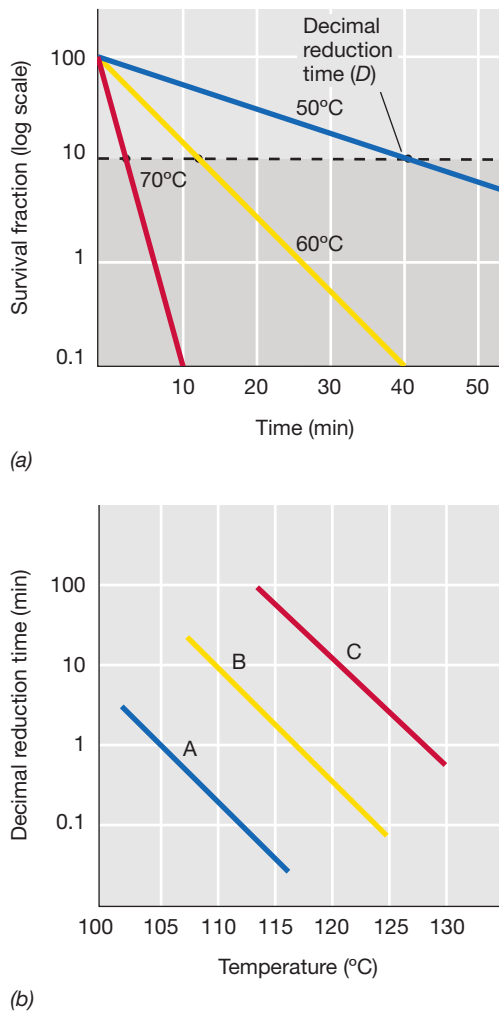 Survival fraction (log scale)
100
10
1
0.1
Decimal
reduction
time (D)
50°C
70°C
60°C
10
20
30
40
50
Time (min)
(a)
Decimal reduction time (min)
100
10
1
0.1
A
B
C
100
105
110
115
120
125
130
Temperature (°C)
(b)